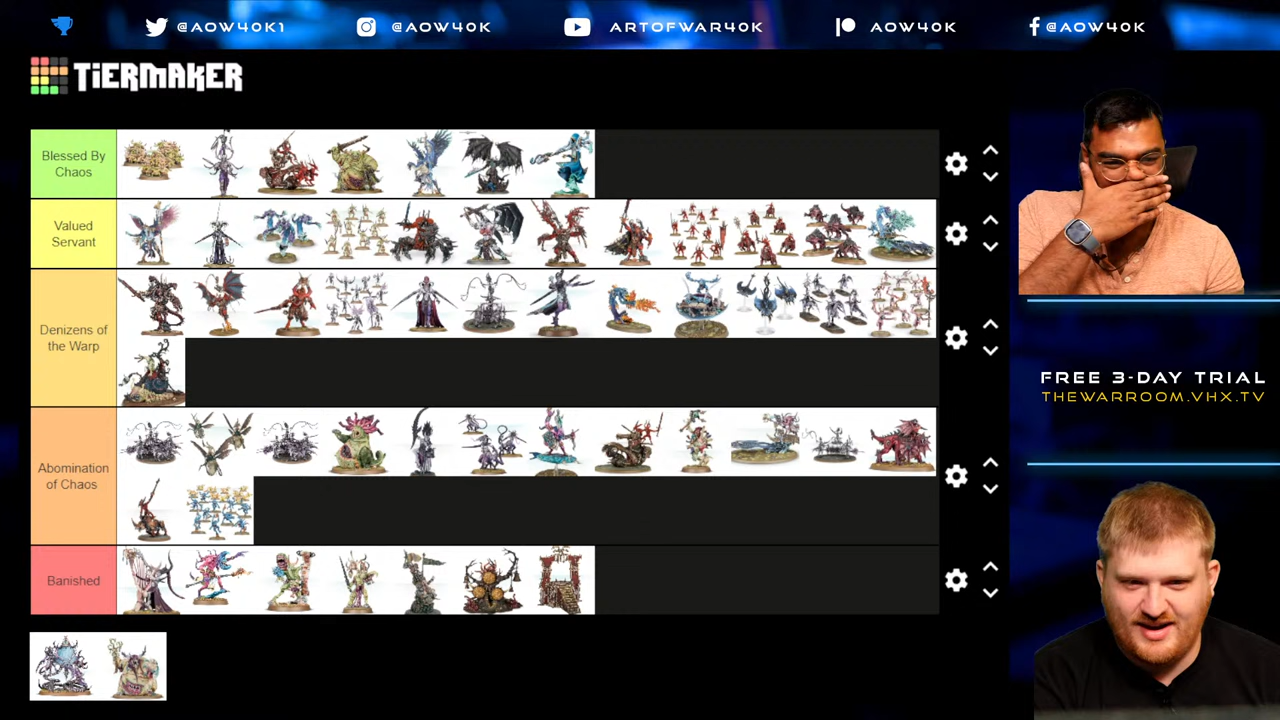 @AOW40K1
@AOW40K
ARTOFWAR40K
AOW40K
@AOW40K
TiERMAKER
Blessed By
Chaos
Valued
Servant
Denizens of
the Warp
Abomination
of Chaos
Banished
FREE 3-DAY TRIAL
THEWARROOM.VHX.TV